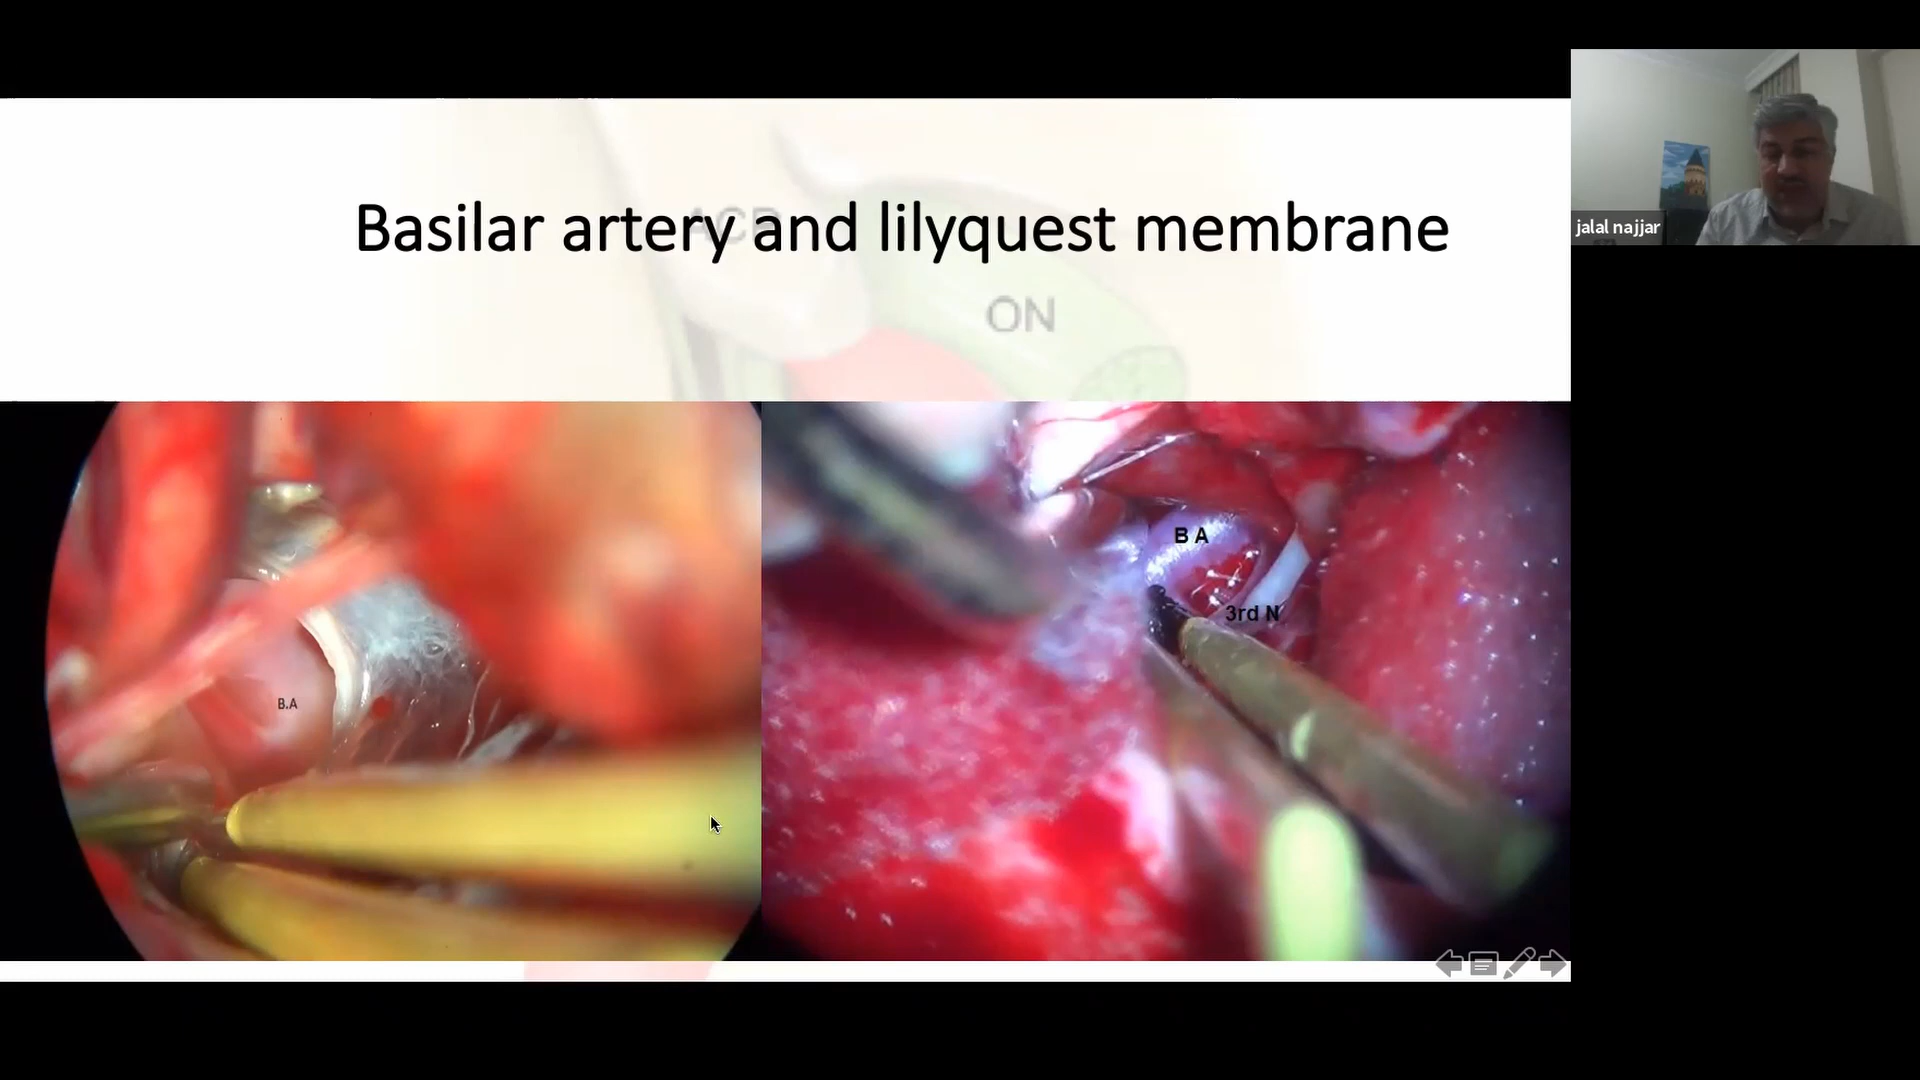 Basilar artery and lilyquest membrane
ON
jalal najjar
B.A
B A
3rd N